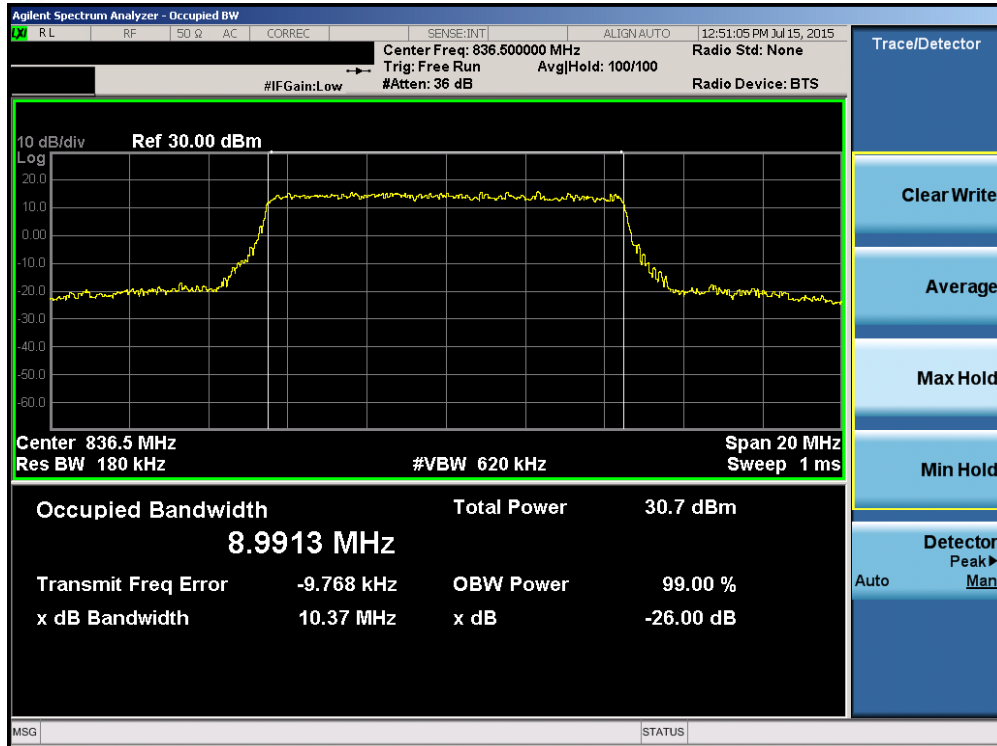 Agilent Spectrum Analyzer - Occupied BW
LXI RL RF 50 Ω AC CORREC SENSE:INT ALIGN AUTO 12:51:05 PM Jul 15, 2015
Center Freq: 836.500000 MHz Radio Std: None
Trig: Free Run Avg|Hold: 100/100
#IFGain:Low #Atten: 36 dB Radio Device: BTS
10 dB/div Ref 30.00 dBm
Log
20.0
10.0
0.00
-10.0
-20.0
-30.0
-40.0
-50.0
-60.0
Center 836.5 MHz Span 20 MHz
Res BW 180 kHz #VBW 620 kHz Sweep 1 ms
Occupied Bandwidth Total Power 30.7 dBm
8.9913 MHz
Transmit Freq Error -9.768 kHz OBW Power 99.00 %
x dB Bandwidth 10.37 MHz x dB -26.00 dB
MSG STATUS
Trace/Detector
Clear Write
Average
Max Hold
Min Hold
Detector
Peak▶
Auto Man